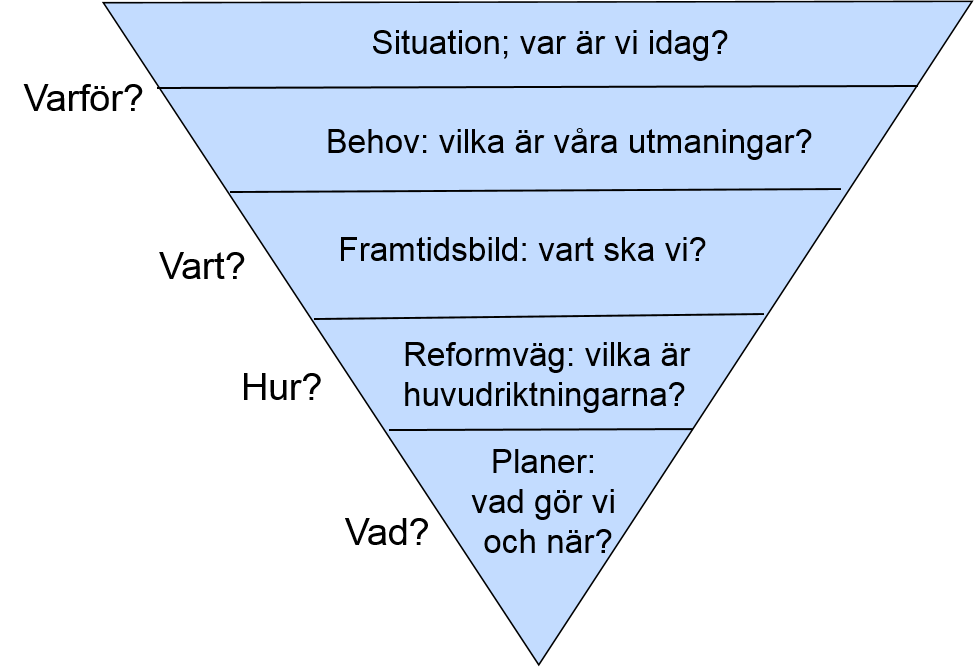 Situation; var är vi idag?
Varför?
Behov: vilka är våra utmaningar?
Framtidsbild: vart ska vi?
Vart?
Reformväg: vilka är
huvudriktningarna?
Hur?
Planer:
vad gör vi
och när?
Vad?